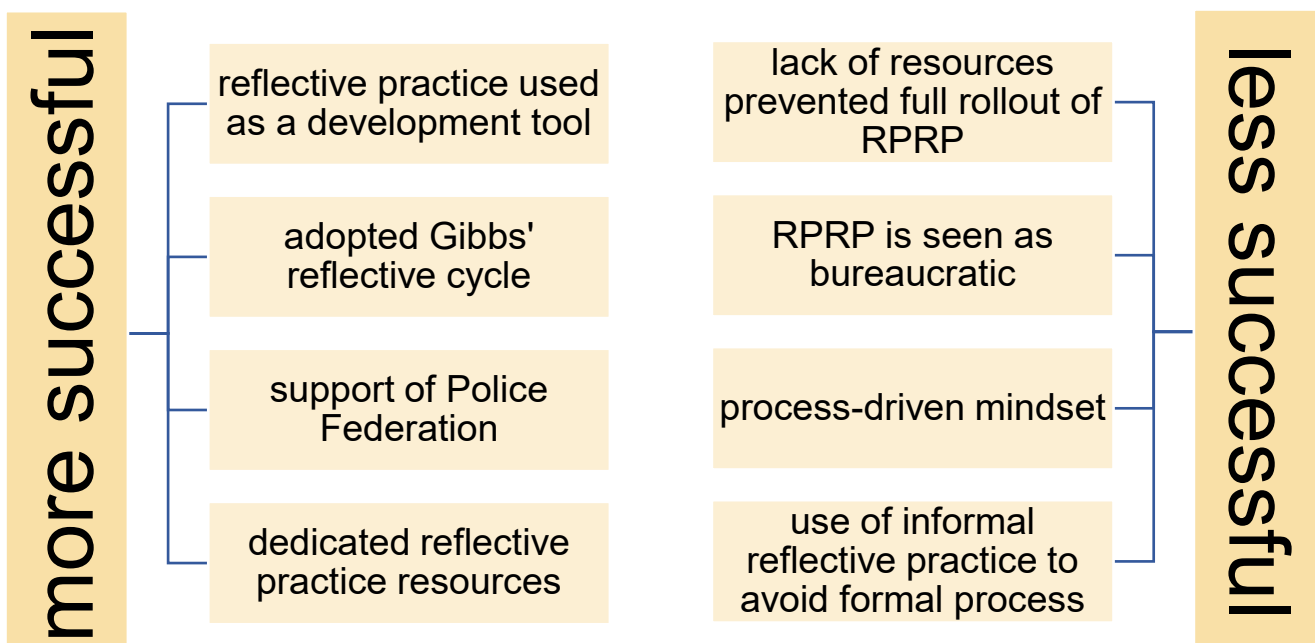 more successful
reflective practice used
as a development tool
adopted Gibbs'
reflective cycle
support of Police
Federation
dedicated reflective
practice resources
lack of resources
prevented full rollout of
RPRP
RPRP is seen as
bureaucratic
process-driven mindset
use of informal
reflective practice to
avoid formal process
less successful